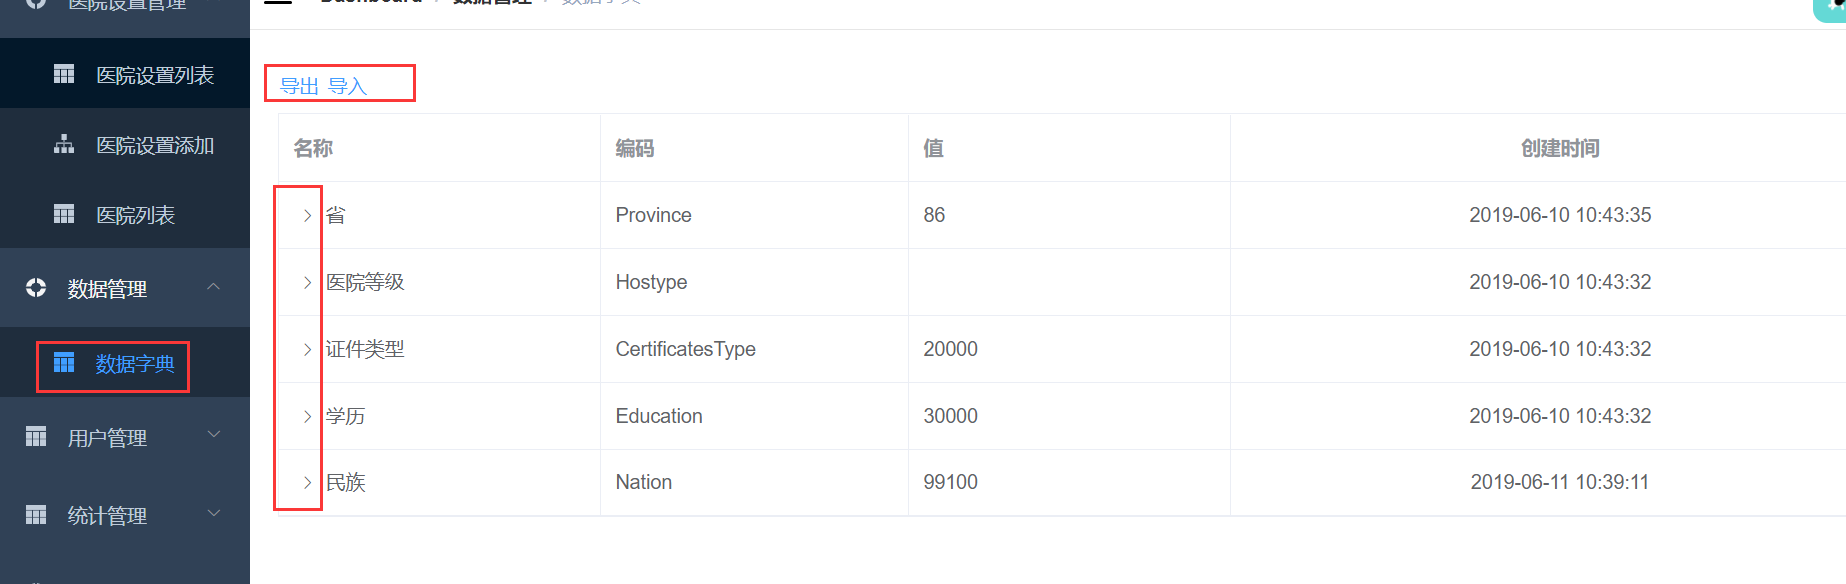 医院设置管理
Dashboard / 数据管理 / 数据字典
医院设置列表
医院设置添加
医院列表
数据管理
数据字典
用户管理
统计管理
导出 导入
名称 编码 值 创建时间
省 Province 86 2019-06-10 10:43:35
医院等级 Hostype 2019-06-10 10:43:32
证件类型 CertificatesType 20000 2019-06-10 10:43:32
学历 Education 30000 2019-06-10 10:43:32
民族 Nation 99100 2019-06-11 10:39:11